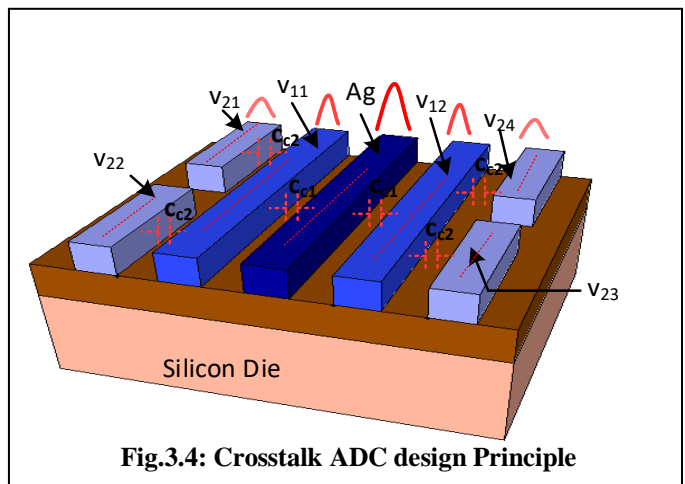 v21
v11
Ag
v12
v24
v22
Cc2
Cc2
Cc1
Cc1
Cc2
Cc2
v23
Silicon Die
Fig.3.4: Crosstalk ADC design Principle